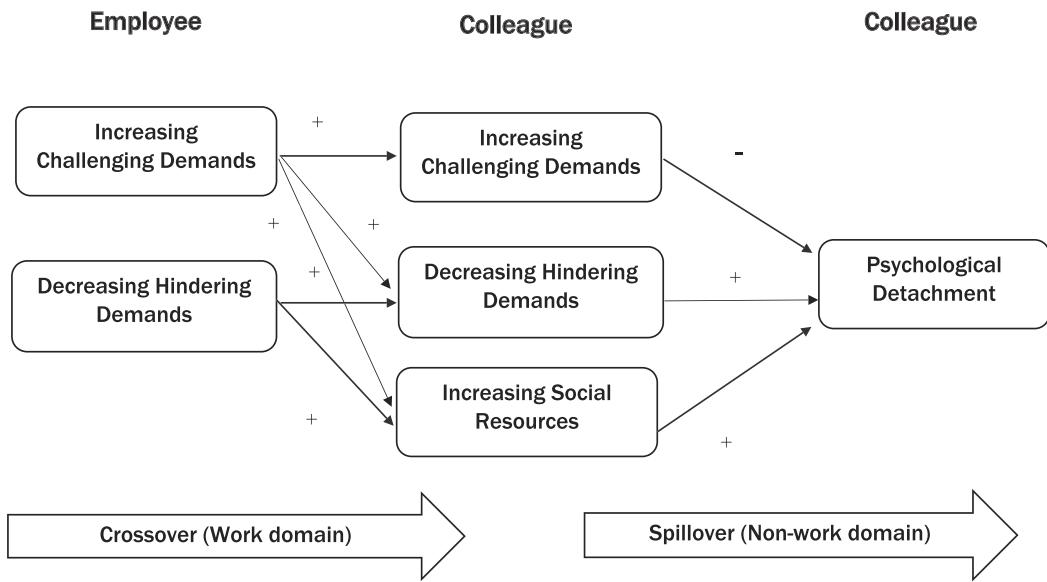 Employee
Colleague
Colleague
Increasing
Challenging Demands
+
Increasing
Challenging Demands
-
+
+
Decreasing Hindering
Demands
+
Decreasing Hindering
Demands
+
Psychological
Detachment
+
Increasing Social
Resources
+
Crossover (Work domain)
Spillover (Non-work domain)